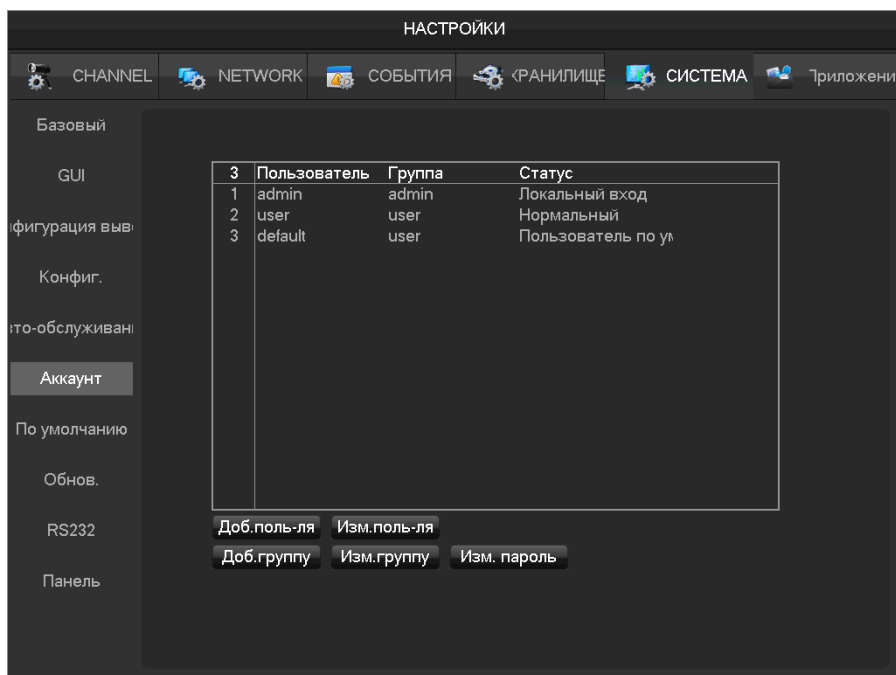 НАСТРОЙКИ
CHANNEL NETWORK СОБЫТИЯ ХРАНИЛИЩЕ СИСТЕМА Приложени
Базовый
GUI
фигурация выв
Конфиг.
то-обслуживан
Аккаунт
По умолчанию
Обнов.
RS232
Панель
3 Пользователь Группа Статус
1 admin admin Локальный вход
2 user user Нормальный
3 default user Пользователь по ум
Доб.поль-ля Изм.поль-ля
Доб.группу Изм.группу Изм. пароль